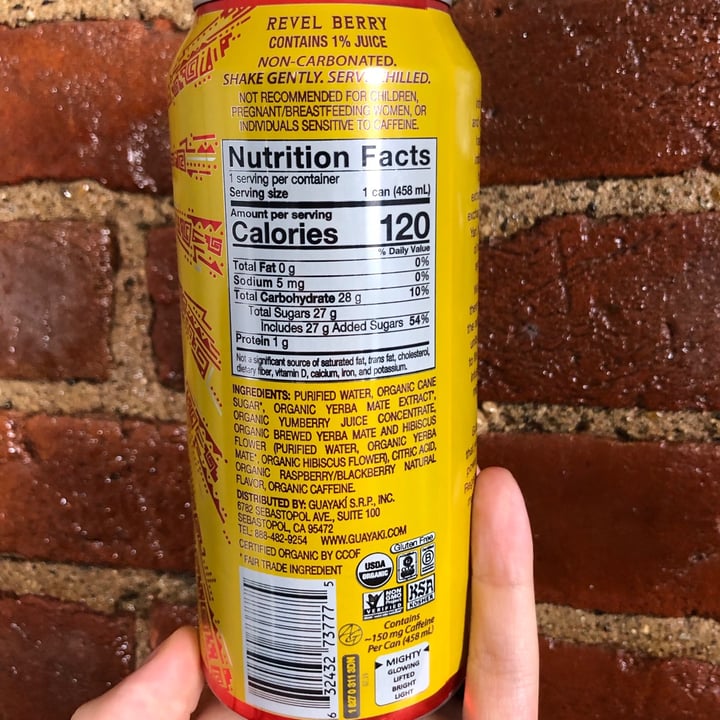 REVEL BERRY
CONTAINS 1% JUICE
NON-CARBONATED.
SHAKE GENTLY. SERVE CHILLED.
NOT RECOMMENDED FOR CHILDREN,
PREGNANT/BREASTFEEDING WOMEN, OR
INDIVIDUALS SENSITIVE TO CAFFEINE.
Nutrition Facts
1 serving per container
Serving size 1 can (458 mL)
Amount per serving
Calories 120
% Daily Value
Total Fat 0 g 0%
Sodium 5 mg 0%
Total Carbohydrate 28 g 10%
Total Sugars 27 g
Includes 27 g Added Sugars 54%
Protein 1 g
Not a significant source of saturated fat, trans fat, cholesterol,
dietary fiber, vitamin D, calcium, iron, and potassium.
INGREDIENTS: PURIFIED WATER, ORGANIC CANE
SUGAR*, ORGANIC YERBA MATE EXTRACT*,
ORGANIC YUMBERRY JUICE CONCENTRATE,
ORGANIC BREWED YERBA MATE AND HIBISCUS
FLOWER (PURIFIED WATER, ORGANIC YERBA
MATE*, ORGANIC HIBISCUS FLOWER), CITRIC ACID,
ORGANIC RASPBERRY/BLACKBERRY NATURAL
FLAVOR, ORGANIC CAFFEINE.
DISTRIBUTED BY: GUAYAKÍ S.R.P., INC.
6782 SEBASTOPOL AVE., SUITE 100
SEBASTOPOL, CA 95472
TEL: 888-482-9254 WWW.GUAYAKI.COM
CERTIFIED ORGANIC BY CCOF
* FAIR TRADE INGREDIENT
Gluten Free
USDA
ORGANIC
NON
GMO
VERIFIED
KSA
KOSHER
Contains
~150 mg Caffeine
Per Can (458 mL)
MIGHTY
GLOWING
LIFTED
BRIGHT
LIGHT
6 32432 73777 5